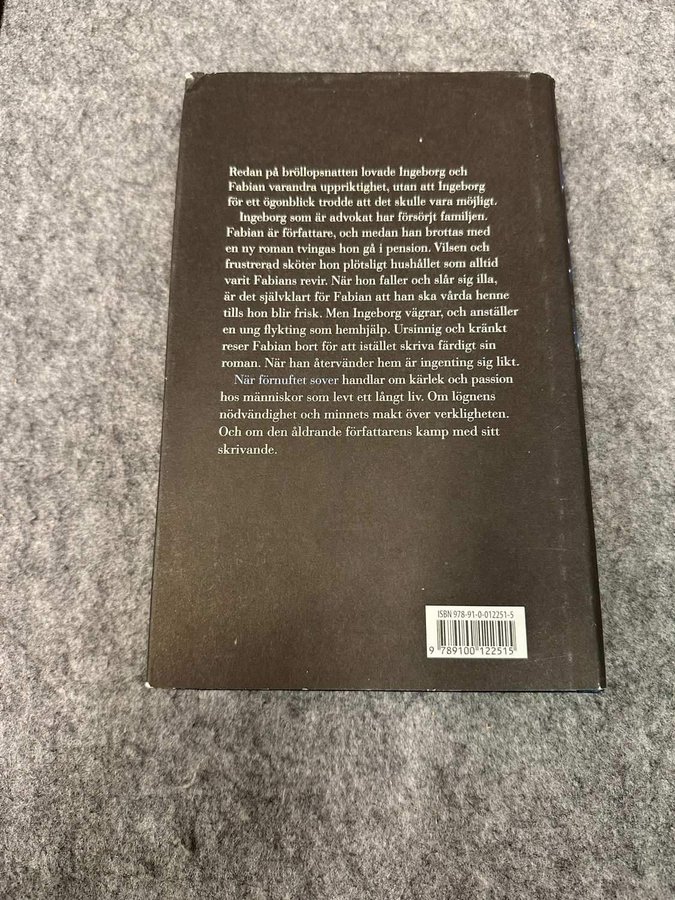 Redan på bröllopsnatten lovade Ingeborg och
Fabian varandra uppriktighet, utan att Ingeborg
för ett ögonblick trodde att det skulle vara möjligt.
Ingeborg som är advokat har försörjt familjen.
Fabian är författare, och medan han brottas med
en ny roman tvingas hon gå i pension. Vilsen och
frustrerad sköter hon plötsligt hushållet som alltid
varit Fabians revir. När hon faller och slår sig illa,
är det självklart för Fabian att han ska vårda henne
tills hon blir frisk. Men Ingeborg vägrar, och anställer
en ung flykting som hemhjälp. Ursinnig och kränkt
reser Fabian bort för att istället skriva färdigt sin
roman. När han återvänder hem är ingenting sig likt.
När förnuftet sover handlar om kärlek och passion
hos människor som levt ett långt liv. Om lögnens
nödvändighet och minnets makt över verkligheten.
Och om den åldrande författarens kamp med sitt
skrivande.
ISBN 978-91-0-012251-5
9 789100 122515